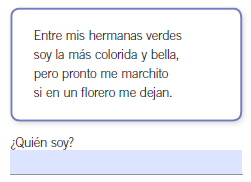 Entre mis hermanas verdes
soy la más colorida y bella,
pero pronto me marchito
si en un florero me dejan.
¿Quién soy?